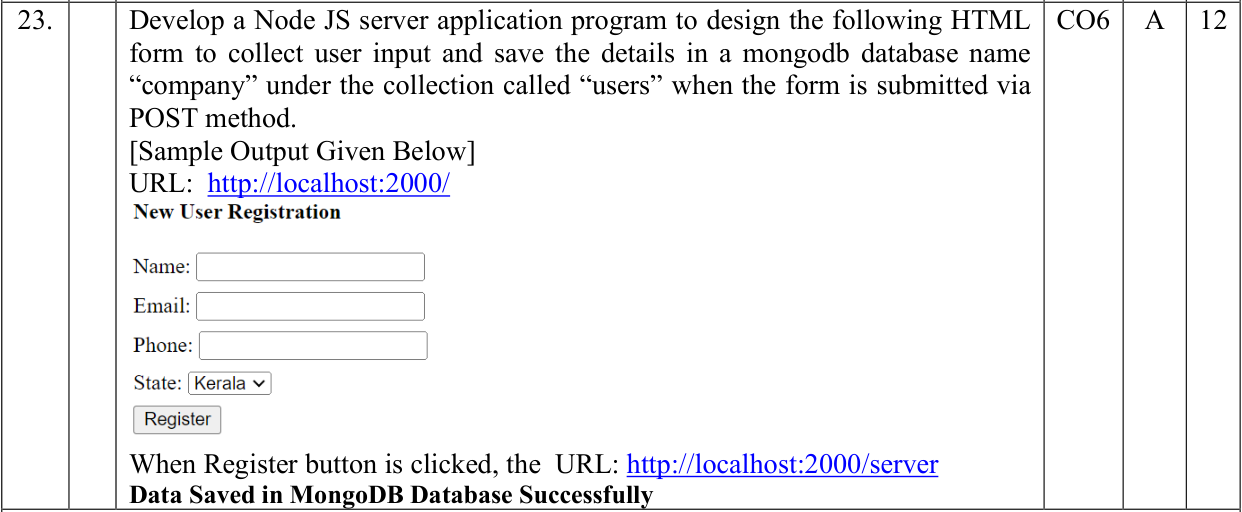 23. Develop a Node JS server application program to design the following HTML CO6 A 12
form to collect user input and save the details in a mongodb database name
“company” under the collection called “users” when the form is submitted via
POST method.
[Sample Output Given Below]
URL: http://localhost:2000/
New User Registration
Name:
Email:
Phone:
State: Kerala
Register
When Register button is clicked, the URL: http://localhost:2000/server
Data Saved in MongoDB Database Successfully